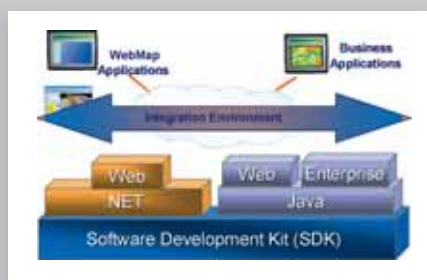 WebMap
Applications
Business
Applications
Integration Environment
Web
Web
Enterprise
.NET
Java
Software Development Kit (SDK)